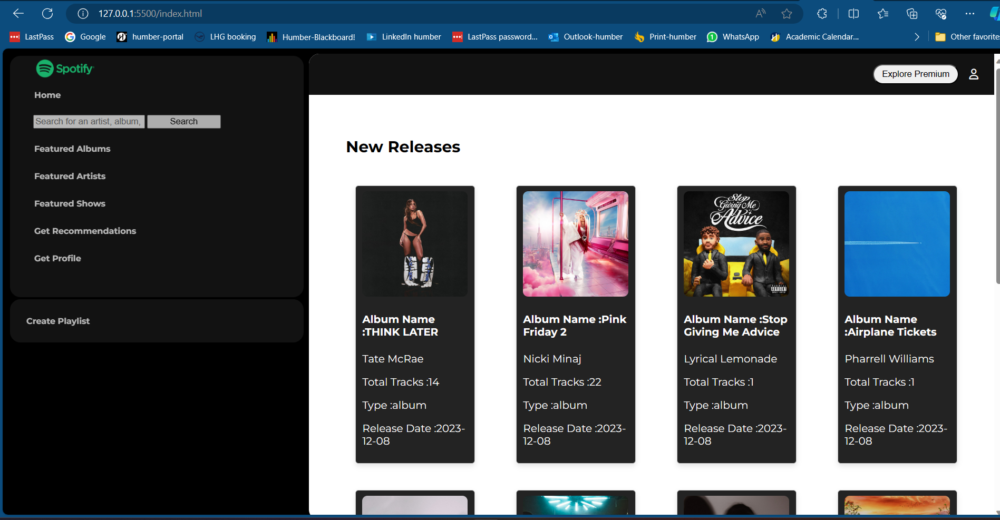 127.0.0.1:5500/index.html
LastPass Google humber-portal LHG booking Humber-Blackboard! LinkedIn humber LastPass password... Outlook-humber Print-humber WhatsApp Academic Calendar... Other favorite
Spotify
Home
Search for an artist, album, Search
Featured Albums
Featured Artists
Featured Shows
Get Recommendations
Get Profile
Create Playlist
Explore Premium
New Releases
Album Name
:THINK LATER
Tate McRae
Total Tracks :14
Type :album
Release Date :2023-
12-08
Album Name :Pink
Friday 2
Nicki Minaj
Total Tracks :22
Type :album
Release Date :2023-
12-08
Stop
Giving Me
Advice
PARENTAL
ADVISORY
EXPLICIT CONTENT
Album Name :Stop
Giving Me Advice
Lyrical Lemonade
Total Tracks :1
Type :album
Release Date :2023-
12-08
Album Name
:Airplane Tickets
Pharrell Williams
Total Tracks :1
Type :album
Release Date :2023-
12-08